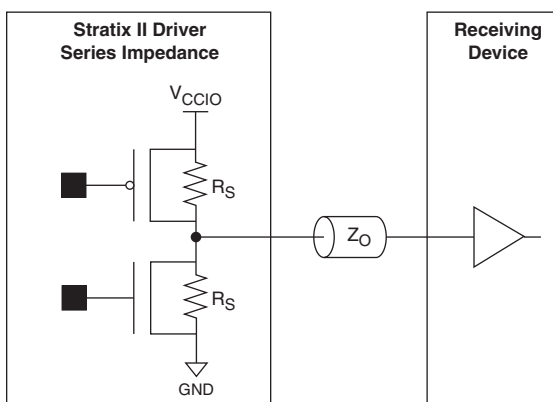 Stratix II Driver
Series Impedance
Receiving
Device
VCCIO
RS
ZO
RS
GND